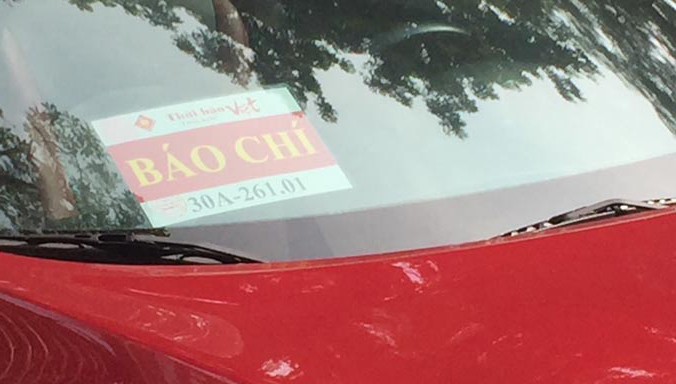 Thời báo Việt
BÁO CHÍ
30A-261.01